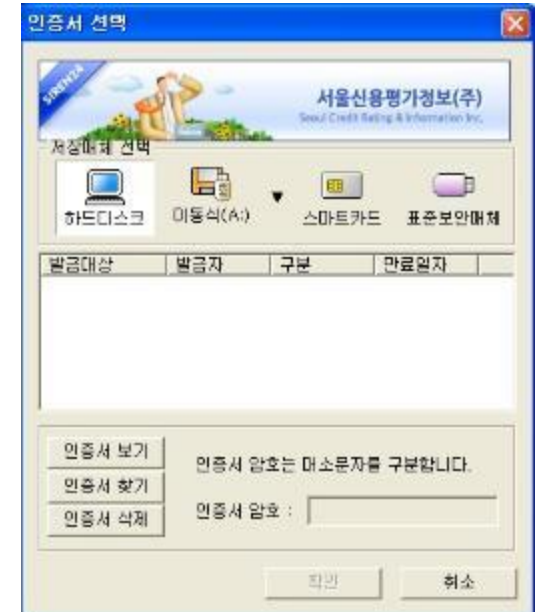 인증서 선택
SIREN24
서울신용평가정보(주)
Seoul Credit Rating & Information Inc.
저장매체 선택
하드디스크 이동식(A:) 스마트카드 표준보안매체
발급대상 발급자 구분 만료일자
인증서 보기
인증서 암호는 대소문자를 구분합니다.
인증서 찾기
인증서 암호 :
인증서 삭제
확인 취소